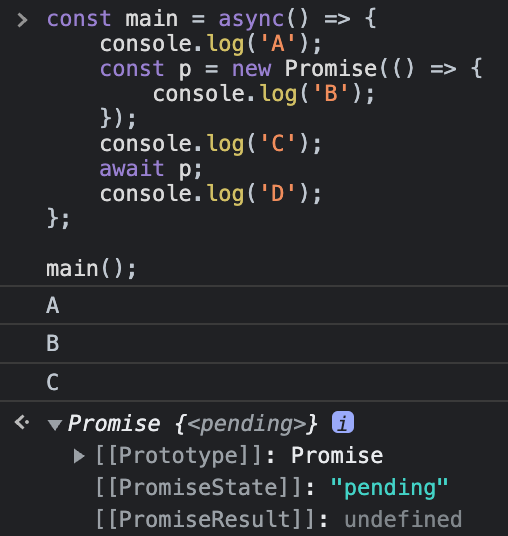 > const main = async() => {
    console.log('A');
    const p = new Promise(() => {
        console.log('B');
    });
    console.log('C');
    await p;
    console.log('D');
};

main();
A
B
C
▼ Promise {<pending>} i
▶ [[Prototype]]: Promise
[[PromiseState]]: "pending"
[[PromiseResult]]: undefined